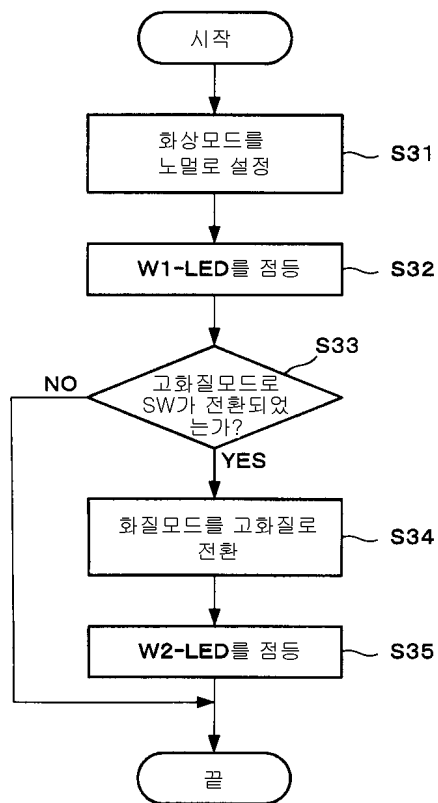 시작
화상모드를
노멀로 설정
S31
W1-LED를 점등
S32
S33
고화질모드로
SW가 전환되었
는가?
NO
YES
화질모드를 고화질로
전환
S34
W2-LED를 점등
S35
끝